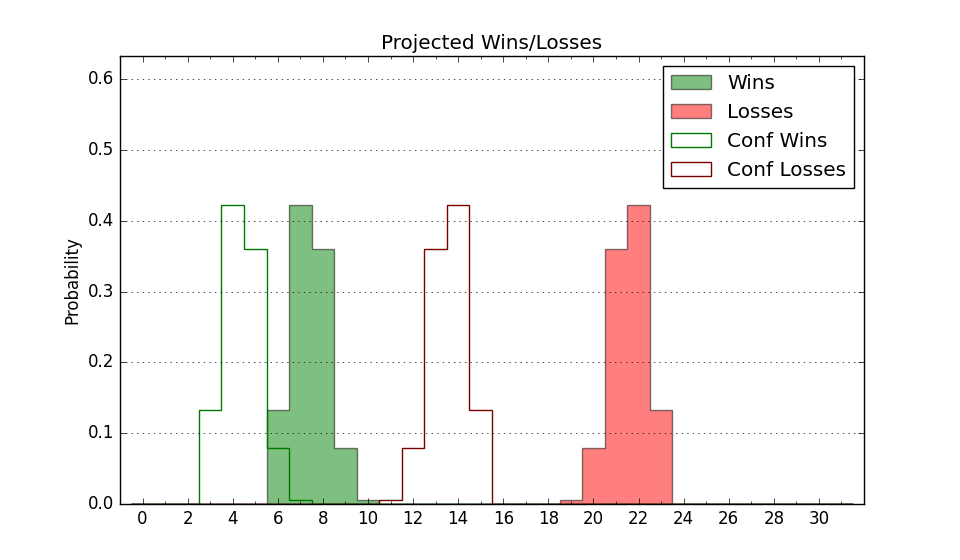 Projected Wins/Losses
Wins
Losses
Conf Wins
Conf Losses
Probability
0.6
0.5
0.4
0.3
0.2
0.1
0.0
0 2 4 6 8 10 12 14 16 18 20 22 24 26 28 30